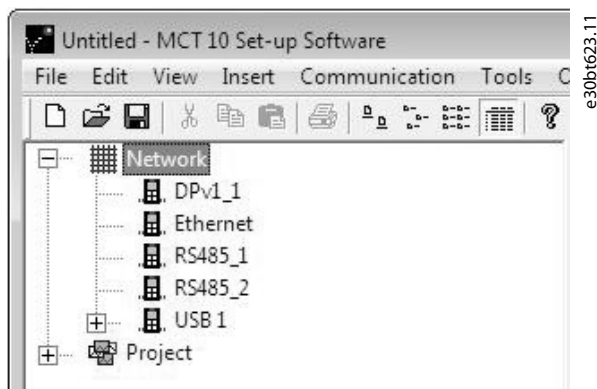 Untitled - MCT 10 Set-up Software
File Edit View Insert Communication Tools
Network
DPv1_1
Ethernet
RS485_1
RS485_2
USB 1
Project
e30bt623.11